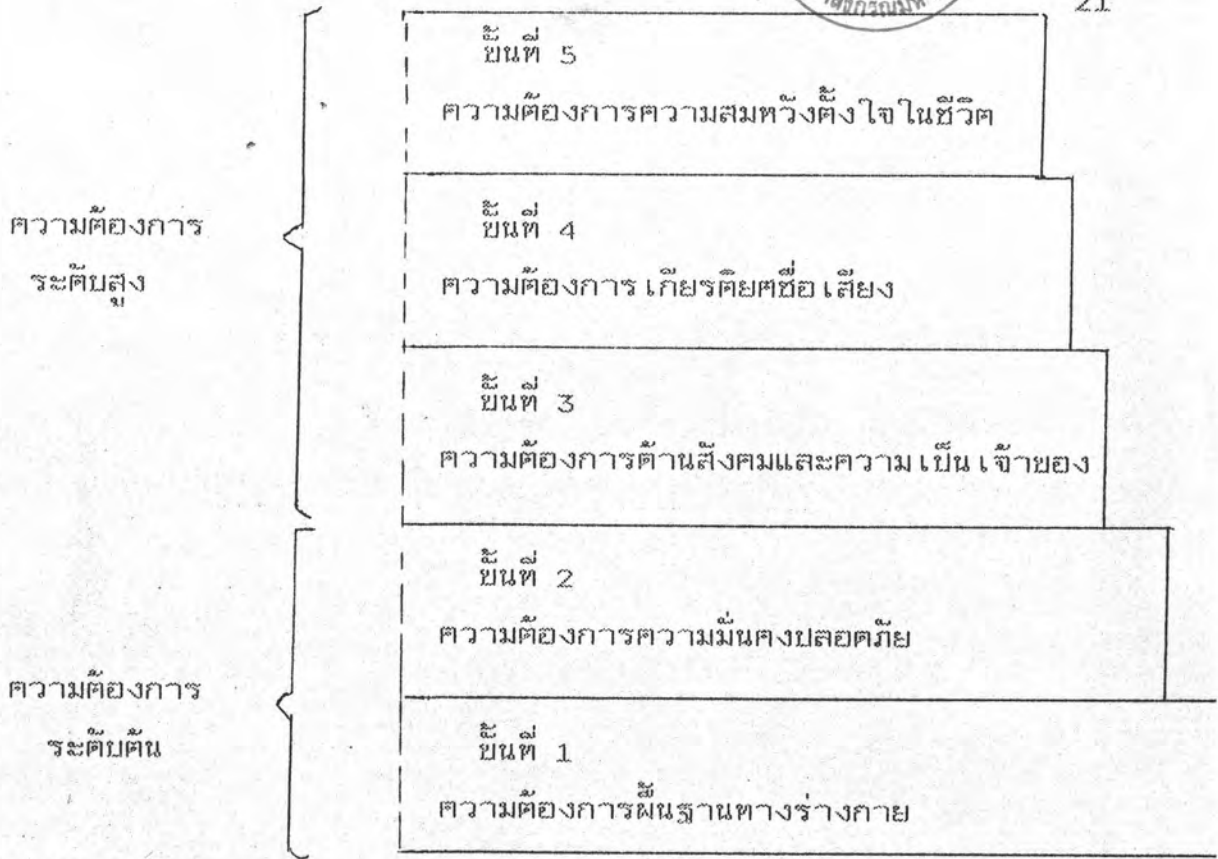 21
ขั้นที่ 5
ความต้องการความสมหวังตั้งใจในชีวิต
ขั้นที่ 4
ความต้องการเกียรติยศชื่อเสียง
ความต้องการ
ระดับสูง
ขั้นที่ 3
ความต้องการด้านสังคมและความเป็นเจ้าของ
ขั้นที่ 2
ความต้องการความมั่นคงปลอดภัย
ความต้องการ
ระดับต้น
ขั้นที่ 1
ความต้องการพื้นฐานทางร่างกาย